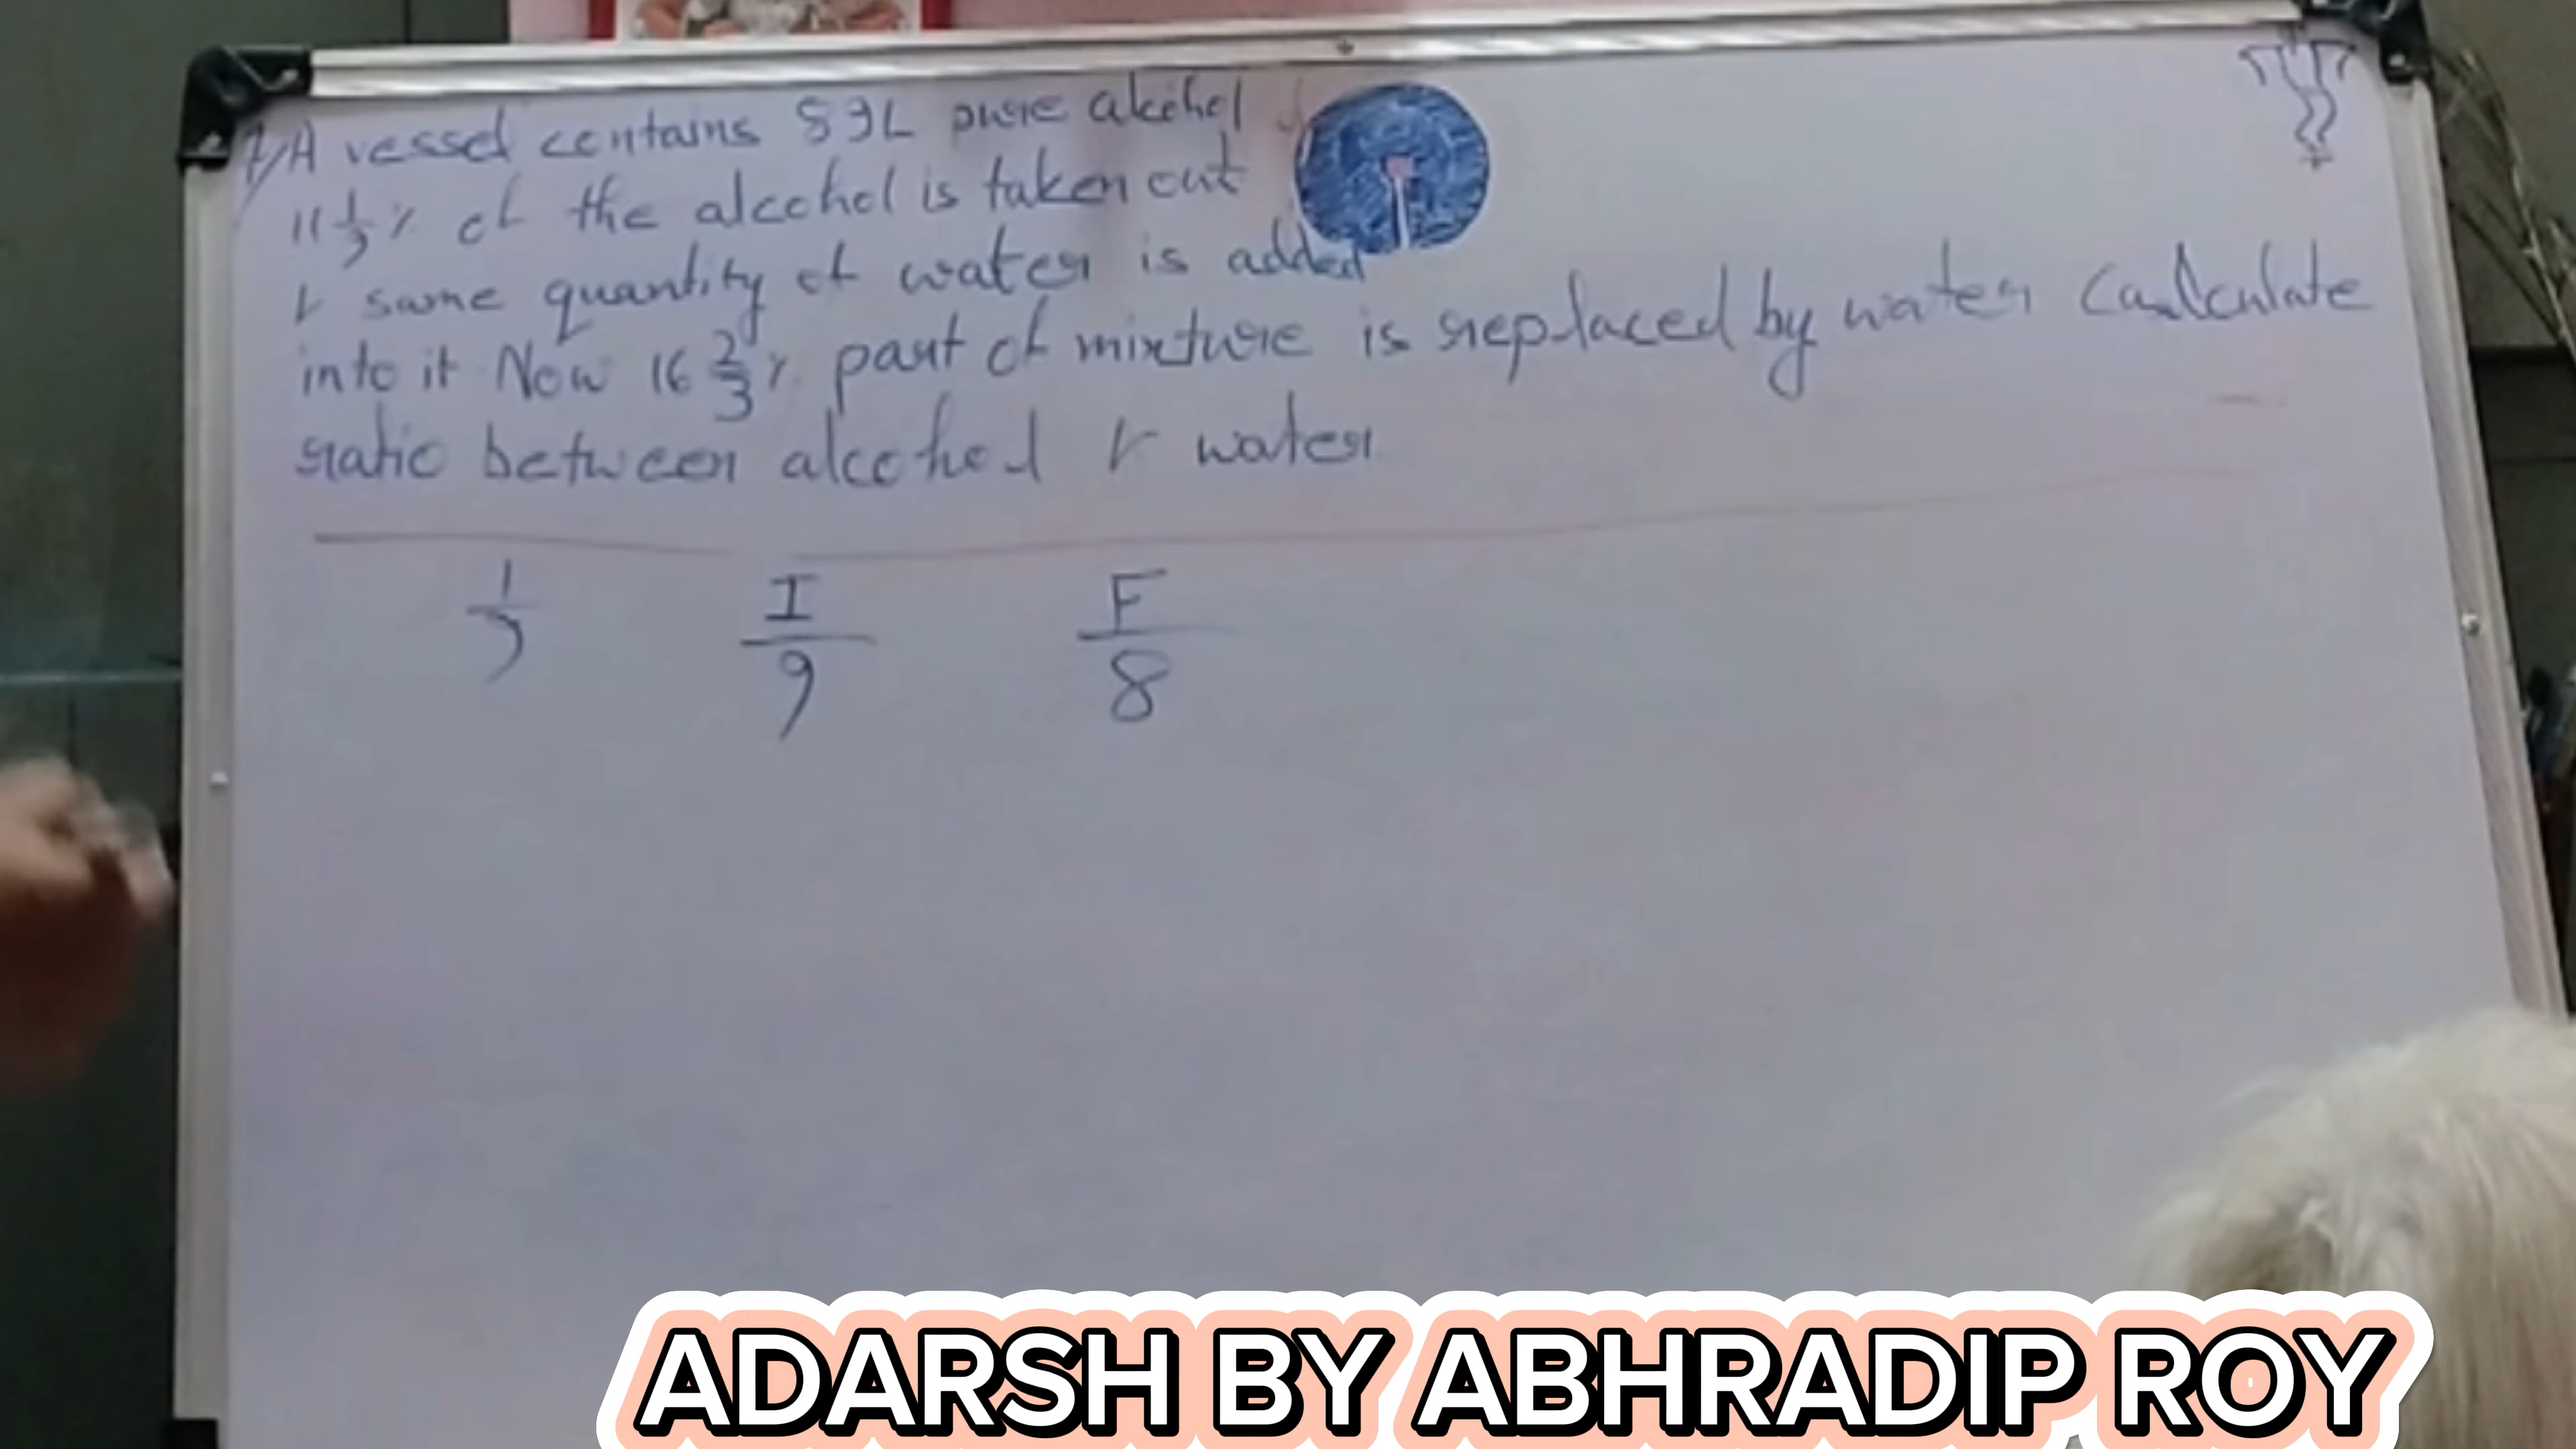 1/ A vessel contains 89L pure alcohol
11 1/9 % of the alcohol is taken out
& same quantity of water is added
into it Now 16 2/3 % part of mixture is replaced by water Calculate
ratio between alcohol & water
1/9 I/9 F/8
ADARSH BY ABHRADIP ROY